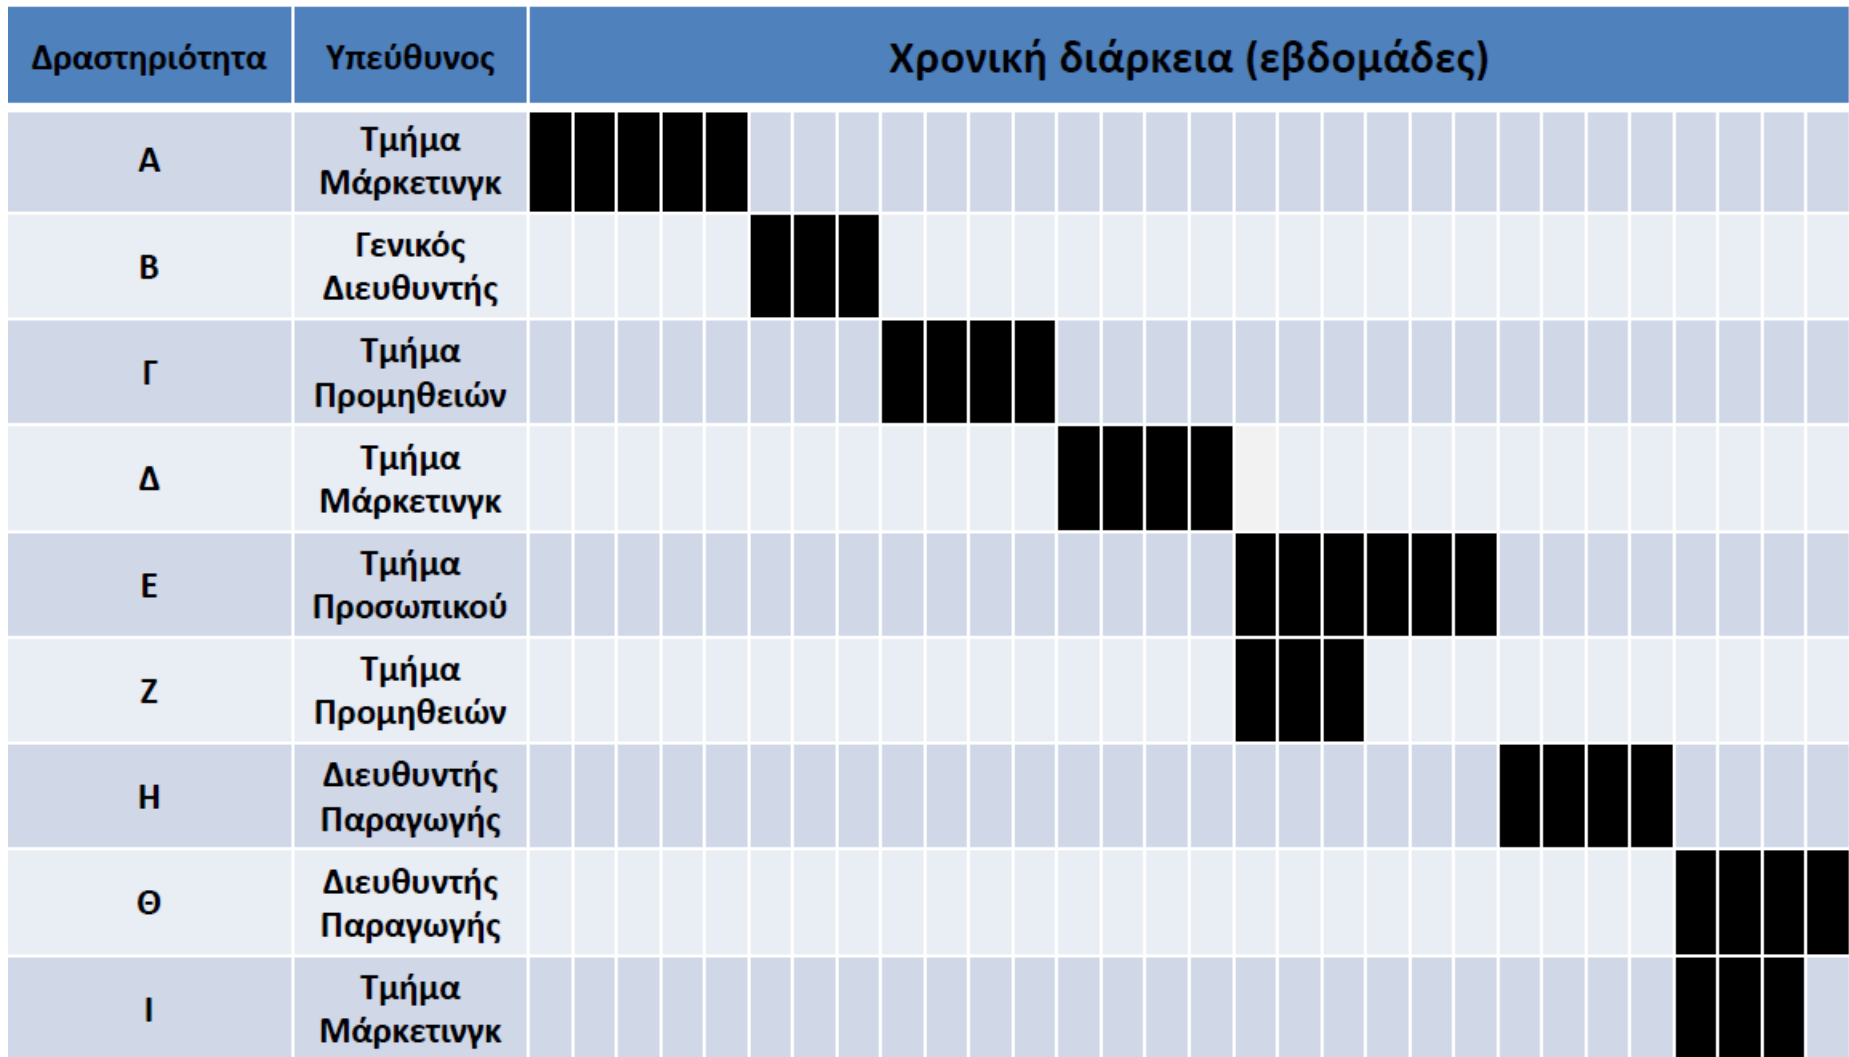 Δραστηριότητα
Υπεύθυνος
Χρονική διάρκεια (εβδομάδες)
Α
Τμήμα
Μάρκετινγκ
Β
Γενικός
Διευθυντής
Γ
Τμήμα
Προμηθειών
Δ
Τμήμα
Μάρκετινγκ
Ε
Τμήμα
Προσωπικού
Ζ
Τμήμα
Προμηθειών
Η
Διευθυντής
Παραγωγής
Θ
Διευθυντής
Παραγωγής
Ι
Τμήμα
Μάρκετινγκ